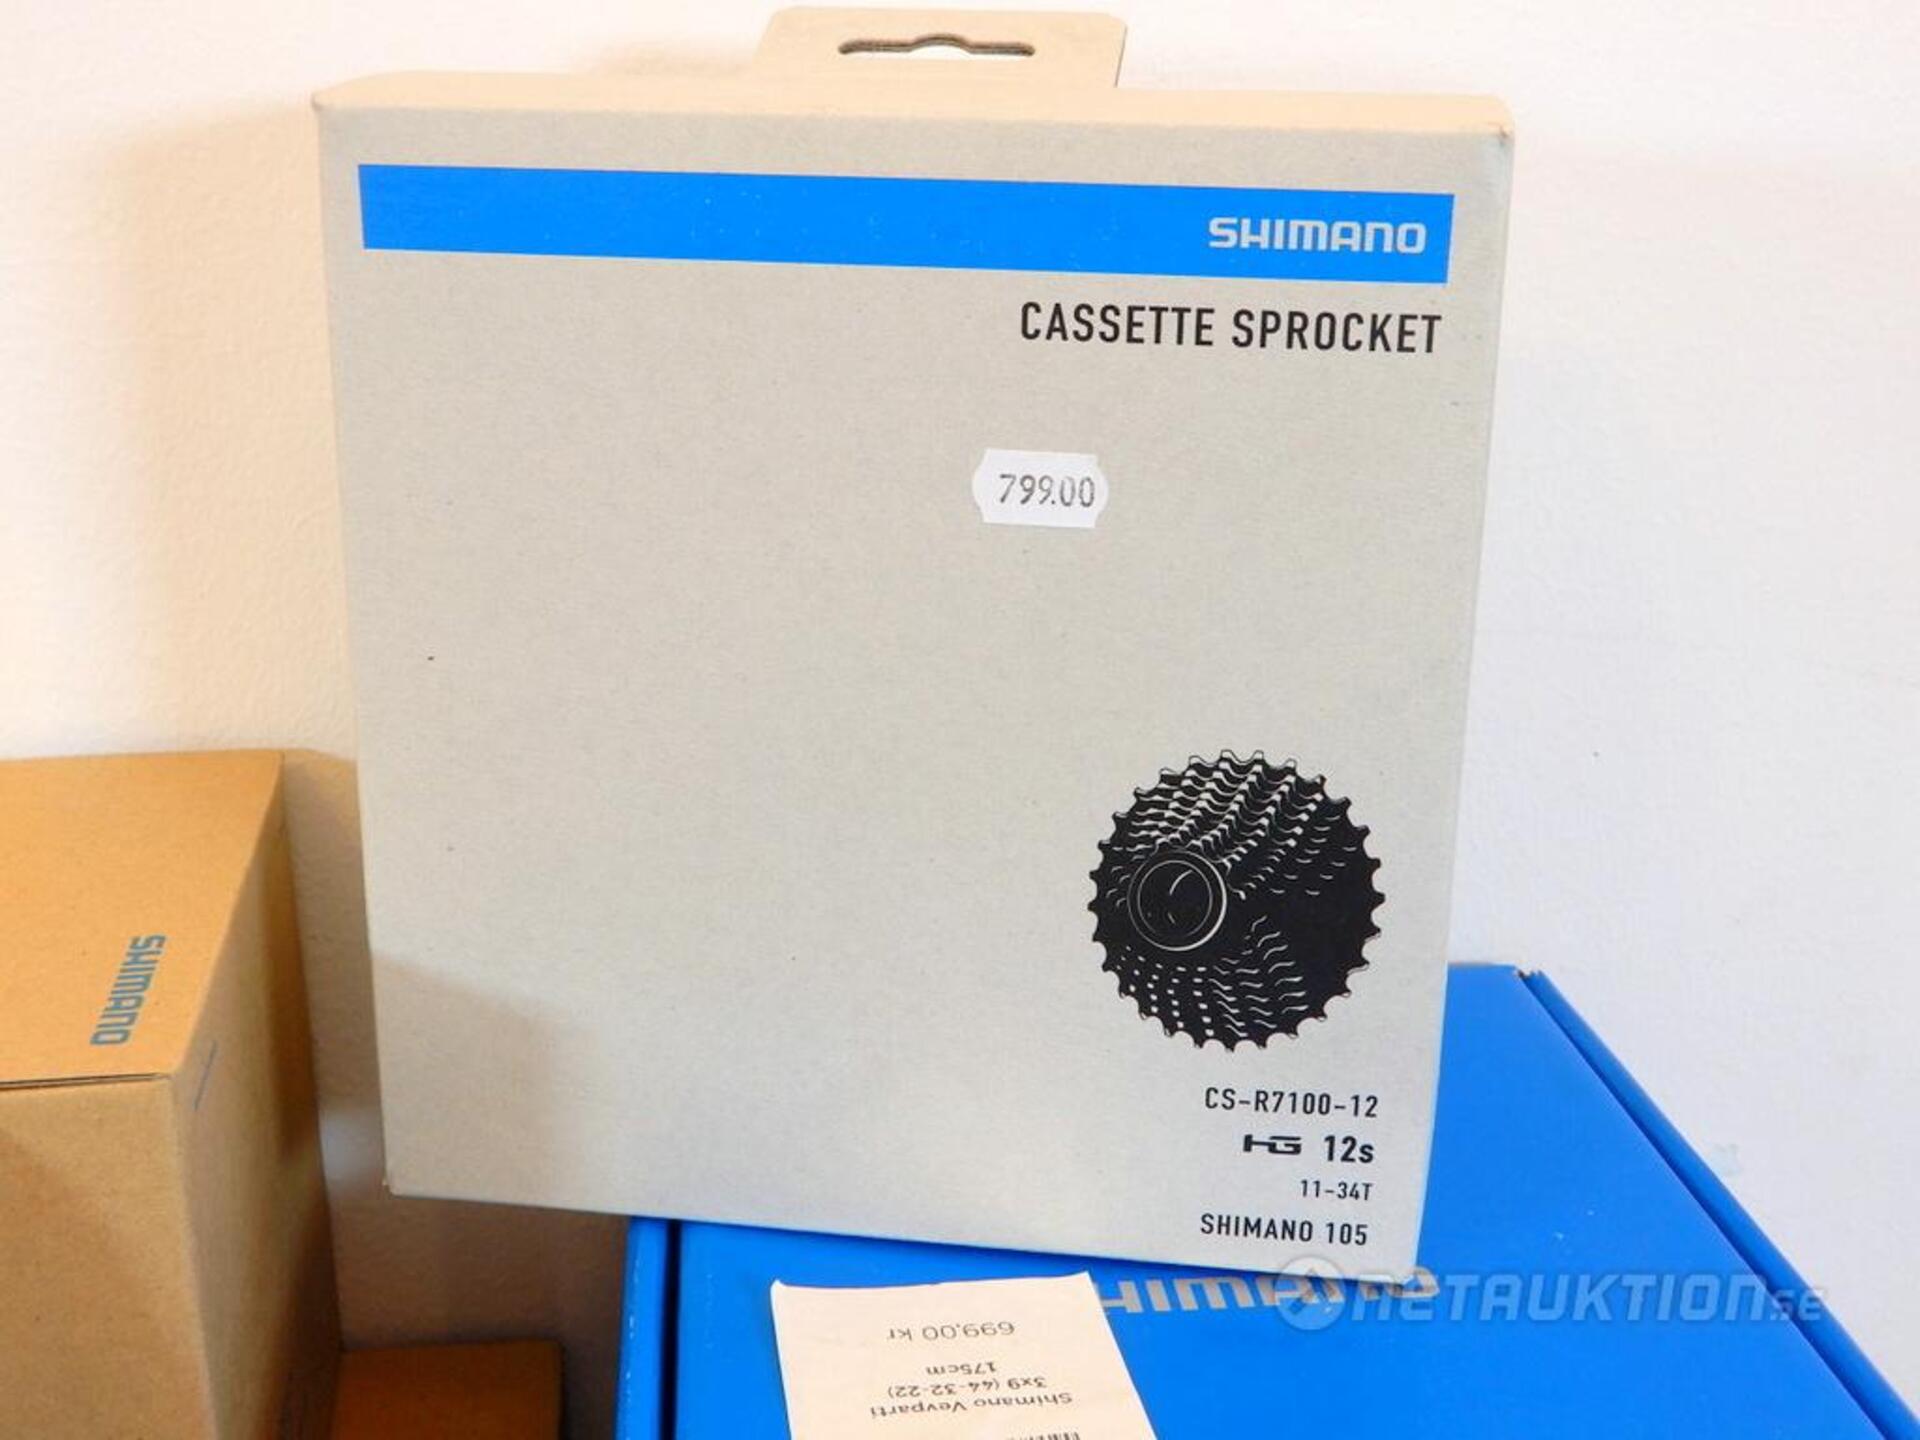 SHIMANO
CASSETTE SPROCKET
799.00
SHIMANO
CS-R7100-12
HG 12s
11-34T
SHIMANO 105
NETAUKTION.SE
699,00 kr
175cm
3x9 (44-32-22)
Shimano Vevparti